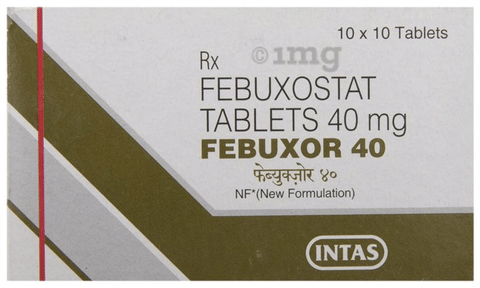 10 x 10 Tablets
©1mg
Rx
FEBUXOSTAT
TABLETS 40 mg
FEBUXOR 40
फेब्युक्ज़ोर ४०
NF*(New Formulation)
INTAS